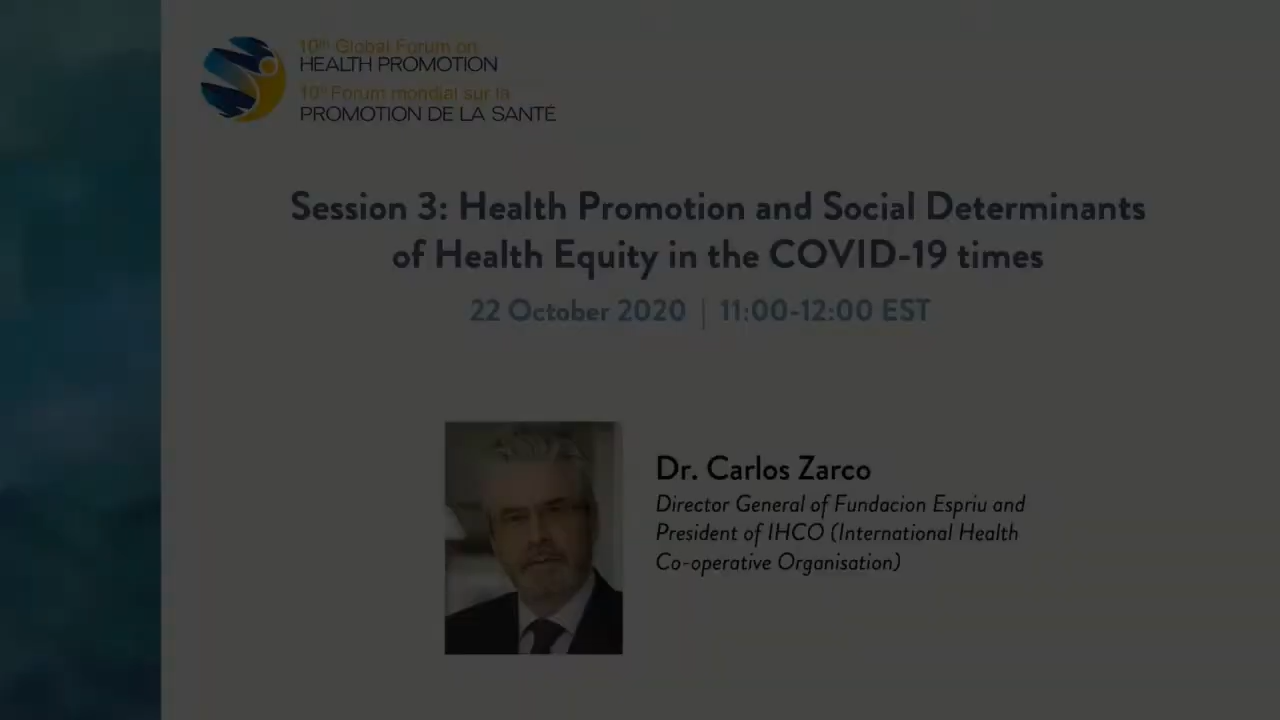 10th Global Forum on
HEALTH PROMOTION
10e Forum mondial sur la
PROMOTION DE LA SANTÉ
Session 3: Health Promotion and Social Determinants
of Health Equity in the COVID-19 times
22 October 2020 | 11:00-12:00 EST
Dr. Carlos Zarco
Director General of Fundacion Espriu and
President of IHCO (International Health
Co-operative Organisation)